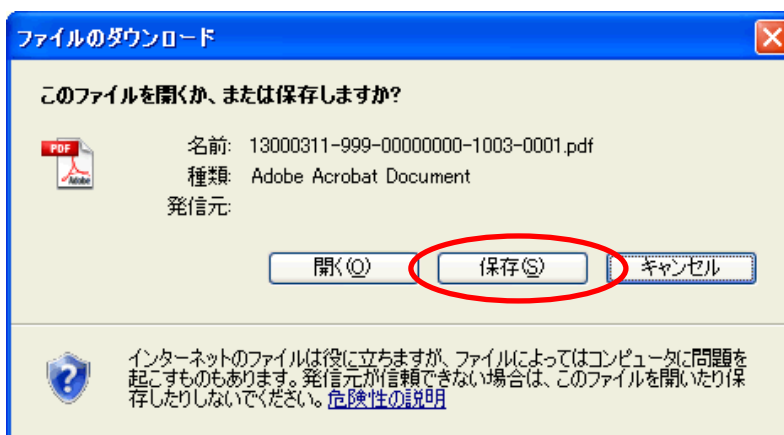 ファイルのダウンロード
このファイルを開くか、または保存しますか?
PDF
Adobe
名前: 13000311-999-00000000-1003-0001.pdf
種類: Adobe Acrobat Document
発信元:
開く(O) 保存(S) キャンセル
インターネットのファイルは役に立ちますが、ファイルによってはコンピュータに問題を
起こすものもあります。発信元が信頼できない場合は、このファイルを開いたり保
存したりしないでください。危険性の説明